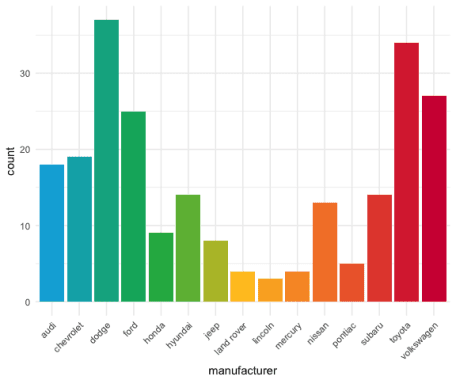 30
20
10
0
count
audi
chevrolet
dodge
ford
honda
hyundai
jeep
land rover
lincoln
mercury
nissan
pontiac
subaru
toyota
volkswagen
manufacturer